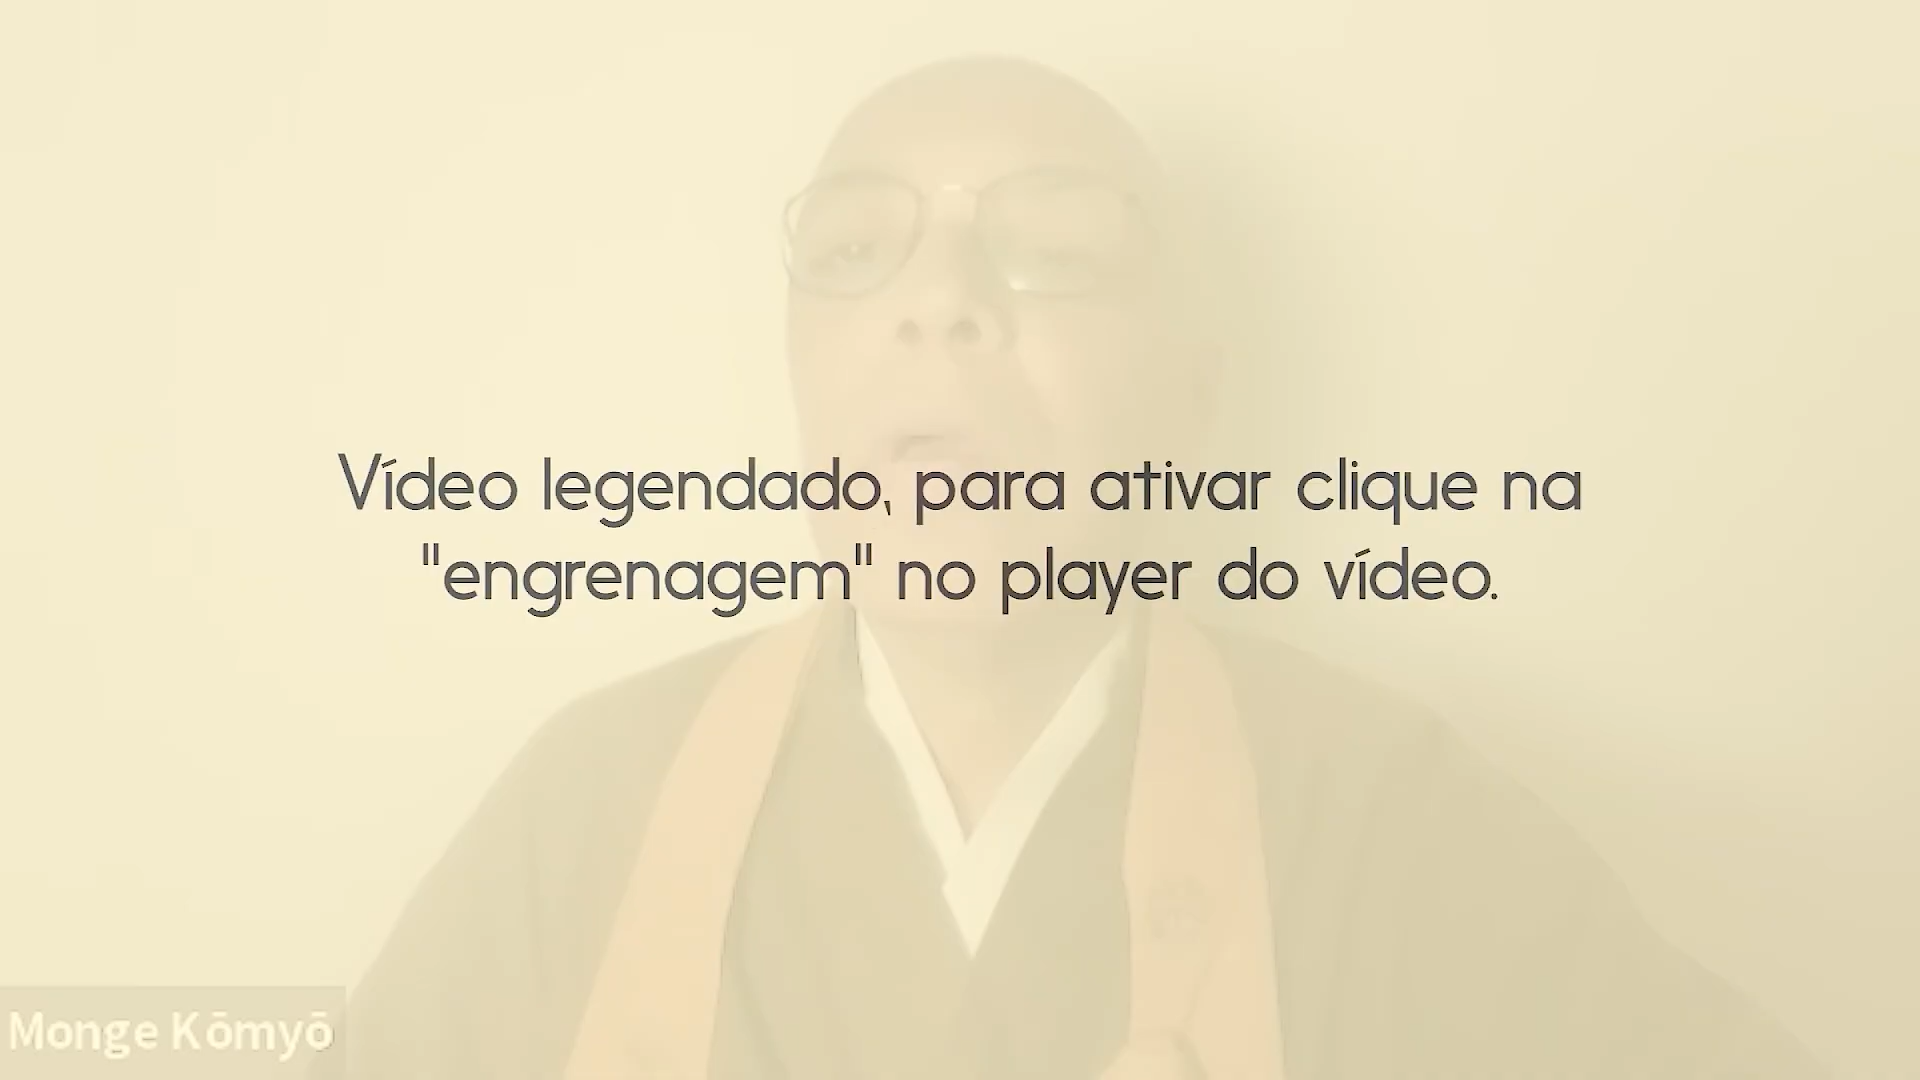 Vídeo legendado, para ativar clique na
"engrenagem" no player do vídeo.
Monge Kōmyō